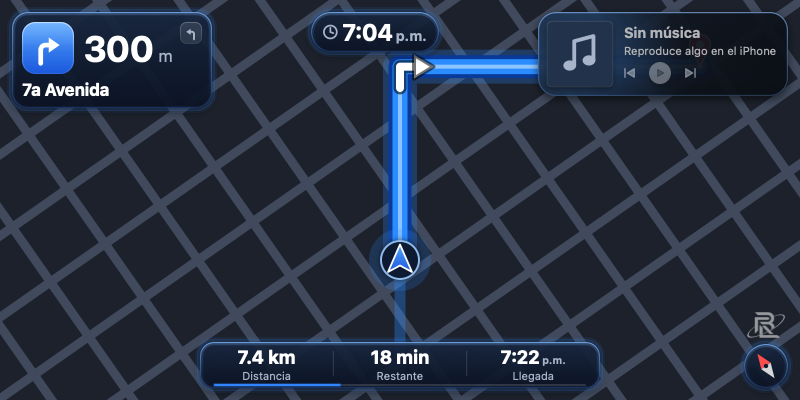 300 m
7a Avenida
7:04 p.m.
Sin música
Reproduce algo en el iPhone
7.4 km
Distancia
18 min
Restante
7:22 p.m.
Llegada